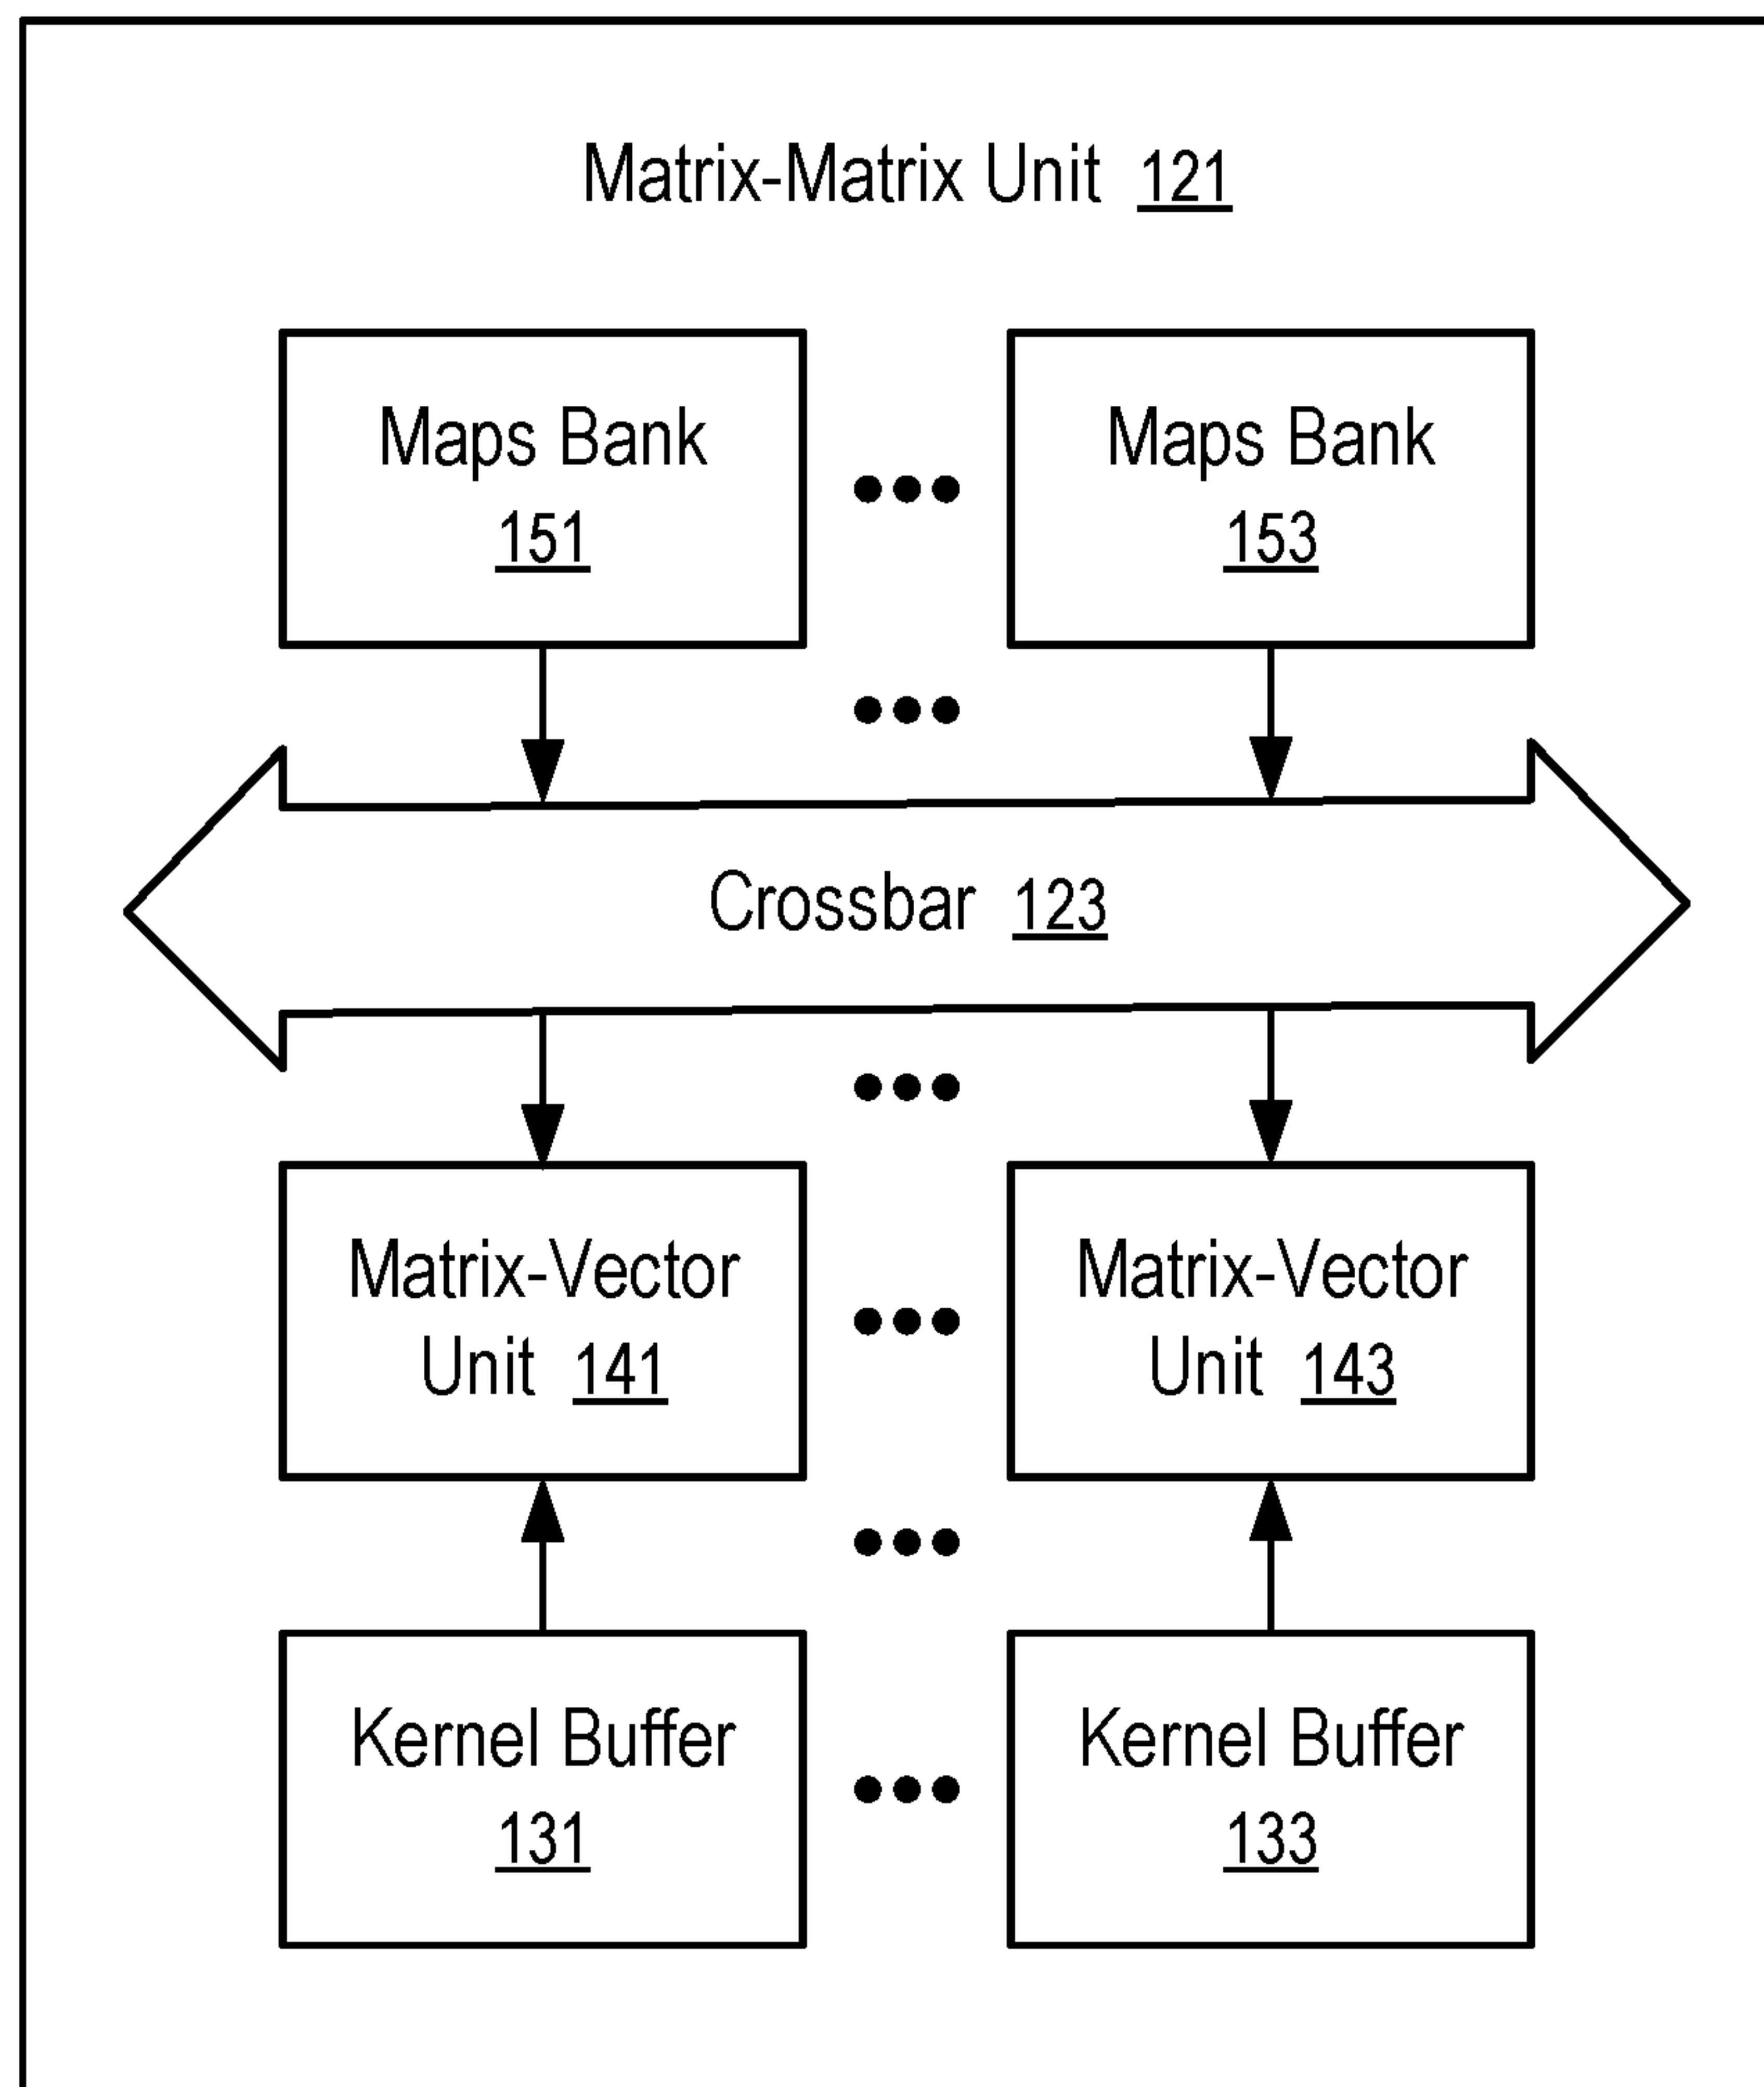 Matrix-Matrix Unit 121
Maps Bank
151
Maps Bank
153
Crossbar 123
Matrix-Vector
Unit 141
Matrix-Vector
Unit 143
Kernel Buffer
131
Kernel Buffer
133